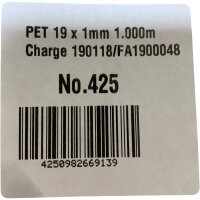 PET 19 x 1mm 1.000m
Charge 190118/FA1900048
No.425
4250982669139